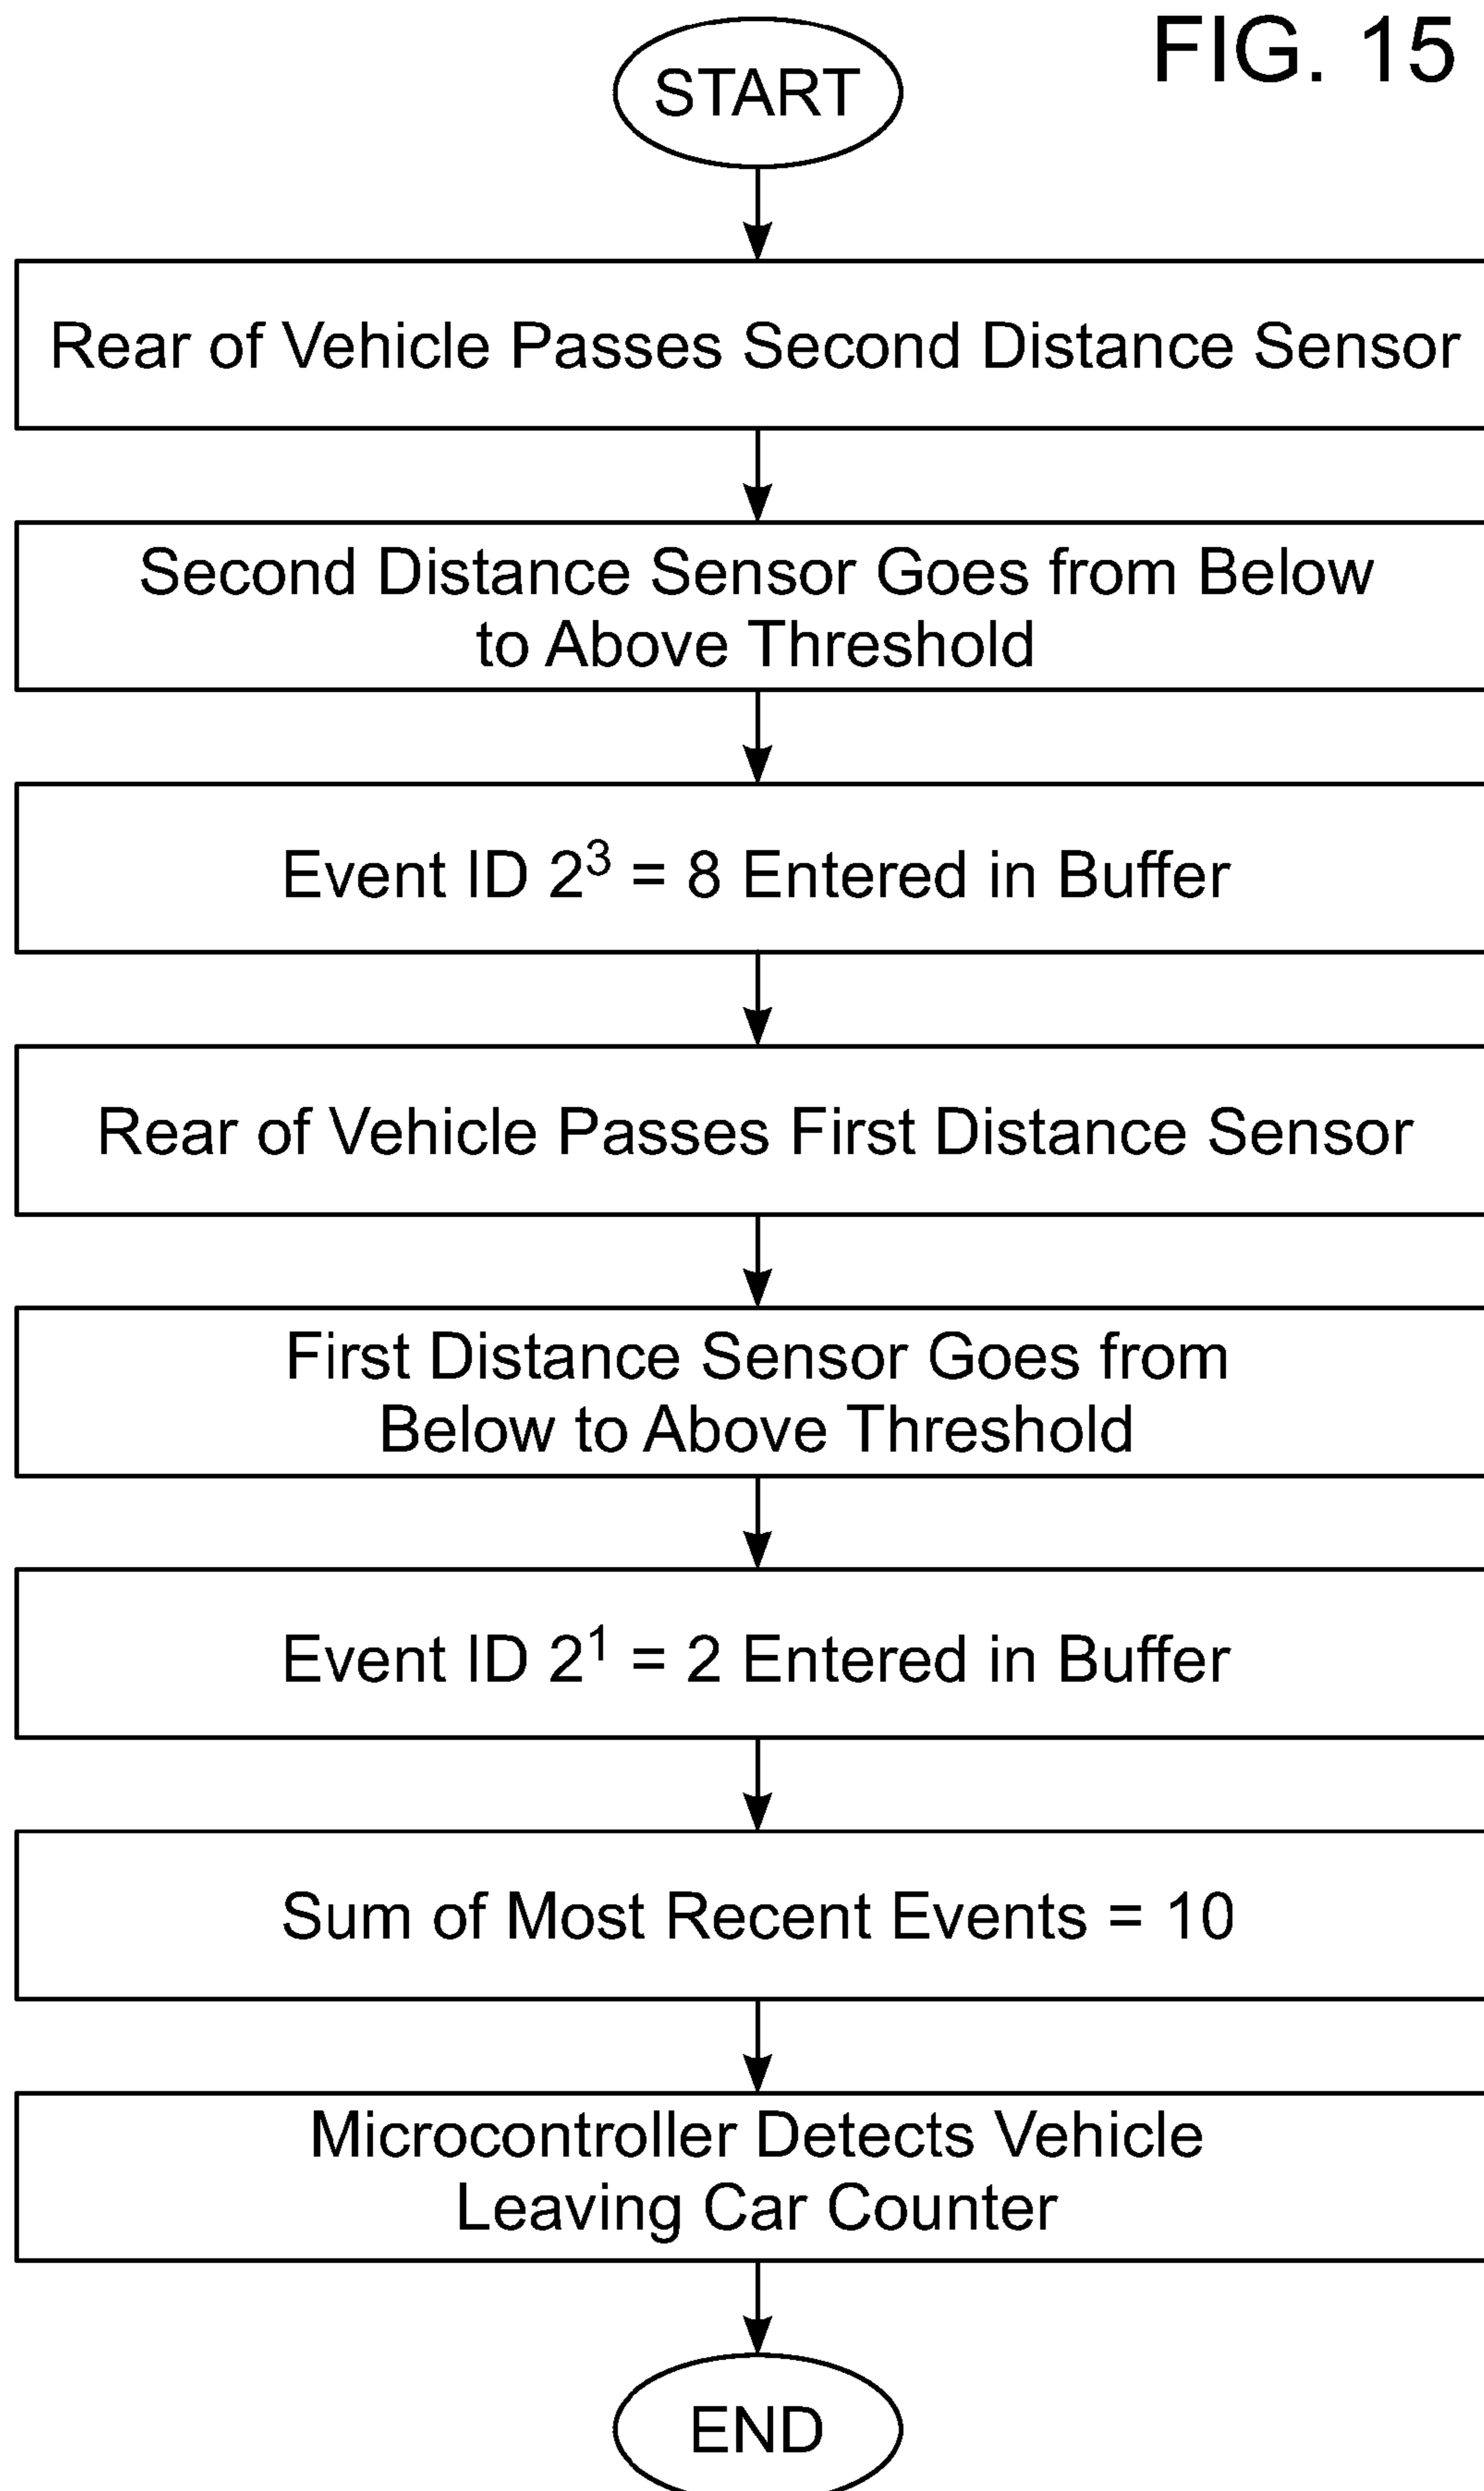 FIG. 15
START
Rear of Vehicle Passes Second Distance Sensor
Second Distance Sensor Goes from Below
to Above Threshold
Event ID 2³ = 8 Entered in Buffer
Rear of Vehicle Passes First Distance Sensor
First Distance Sensor Goes from
Below to Above Threshold
Event ID 2¹ = 2 Entered in Buffer
Sum of Most Recent Events = 10
Microcontroller Detects Vehicle
Leaving Car Counter
END